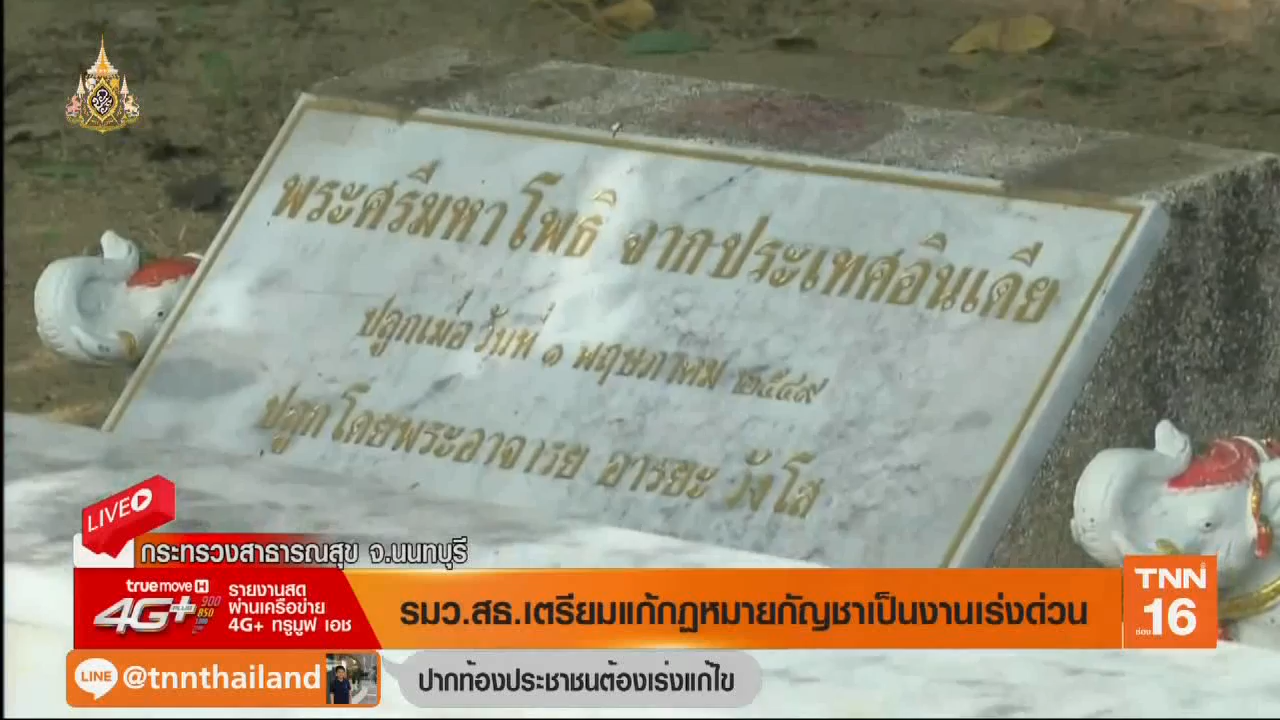 พระศรีมหาโพธิ จากประเทศอินเดีย
ปลูกเมื่อ วันที่ ๑ พฤษภาคม ๒๕๔๙
ปลูกโดยพระอาจารย อารยะ วังโส
LIVE
กระทรวงสาธารณสุข จ.นนทบุรี
truemove H
4G+ PLUS
900
850
รายงานสด
ผ่านเครือข่าย
4G+ ทรูมูฟ เอช
รมว.สธ.เตรียมแก้กฎหมายกัญชาเป็นงานเร่งด่วน
TNN
ช่อง 16
LINE @tnnthailand
ปากท้องประชาชนต้องเร่งแก้ไข